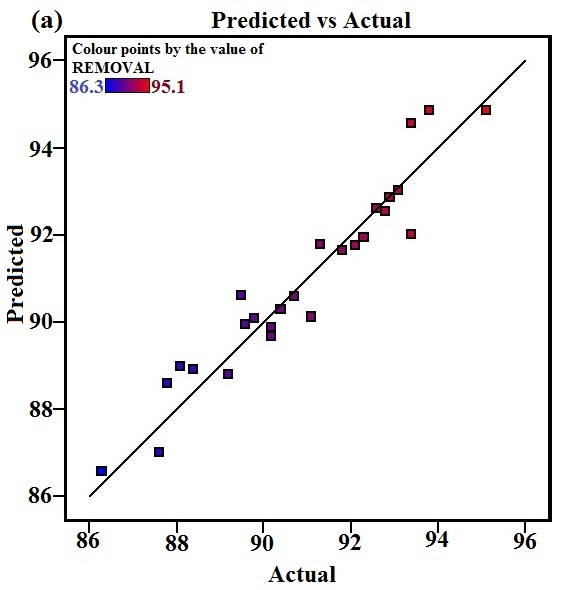 (a)
Predicted vs Actual
Colour points by the value of
REMOVAL
86.3 95.1
96
94
92
90
88
86
Predicted
86 88 90 92 94 96
Actual